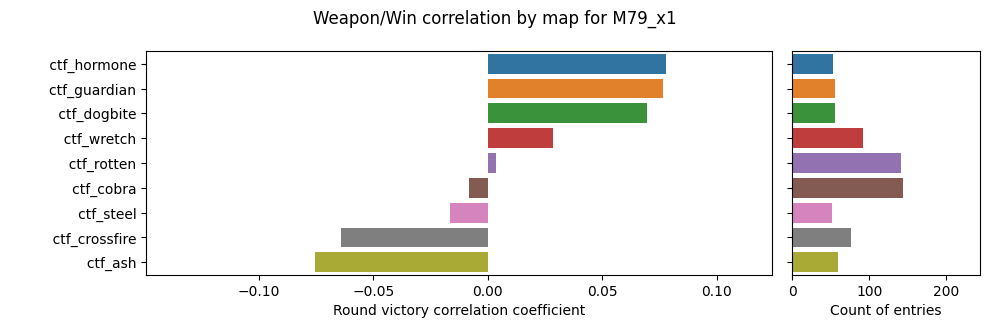 Weapon/Win correlation by map for M79_x1
ctf_hormone
ctf_guardian
ctf_dogbite
ctf_wretch
ctf_rotten
ctf_cobra
ctf_steel
ctf_crossfire
ctf_ash
−0.10 −0.05 0.00 0.05 0.10
Round victory correlation coefficient
0 100 200
Count of entries